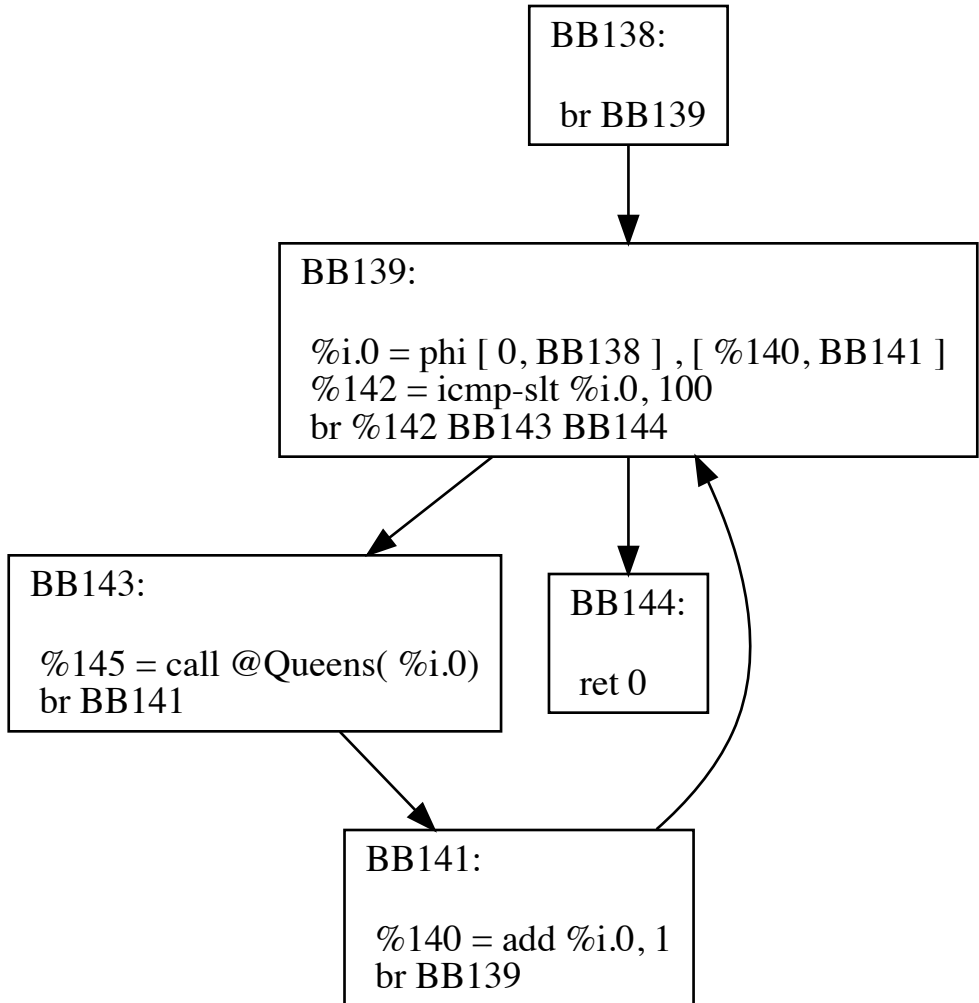 BB138:
br BB139
BB139:
%i.0 = phi [ 0, BB138 ] , [ %140, BB141 ]
%142 = icmp-slt %i.0, 100
br %142 BB143 BB144
BB143:
%145 = call @Queens( %i.0)
br BB141
BB144:
ret 0
BB141:
%140 = add %i.0, 1
br BB139